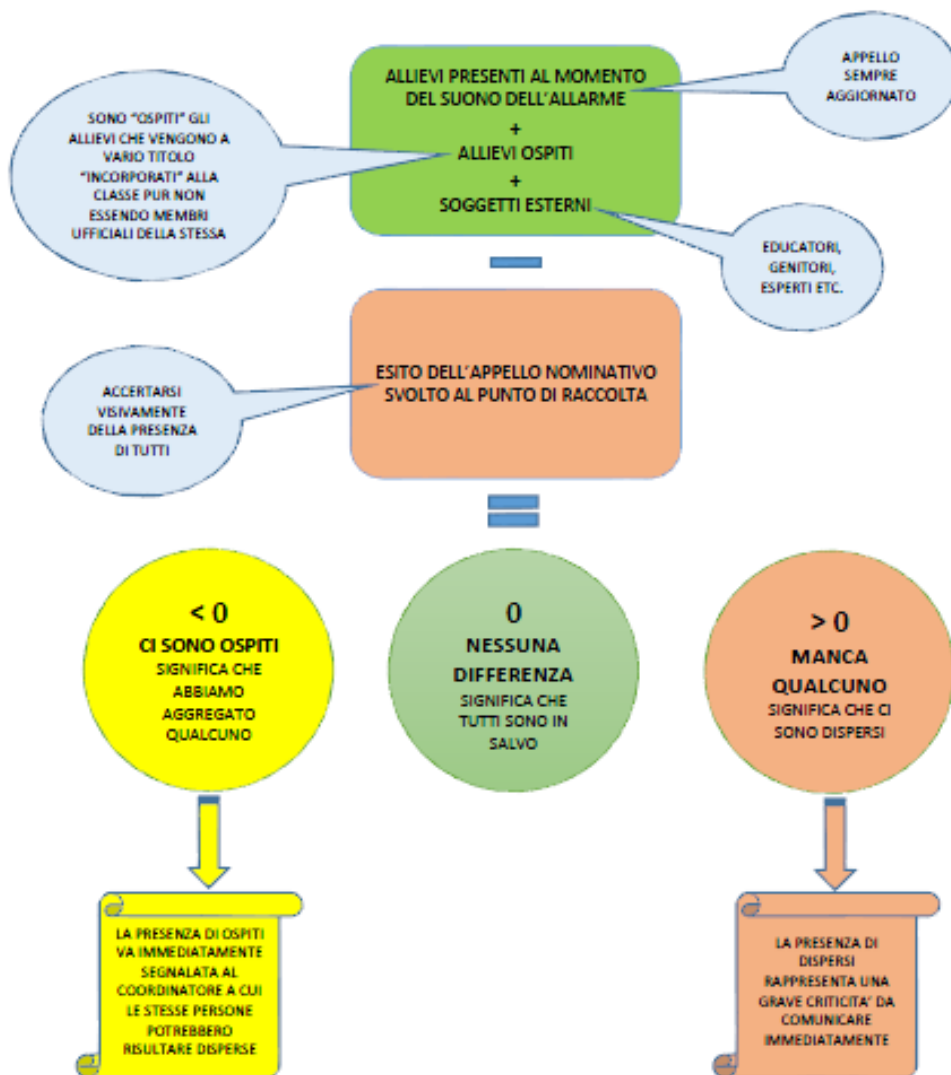 ALLIEVI PRESENTI AL MOMENTO
DEL SUONO DELL'ALLARME
+
ALLIEVI OSPITI
+
SOGGETTI ESTERNI
APPELLO
SEMPRE
AGGIORNATO
SONO "OSPITI" GLI
ALLIEVI CHE VENGONO A
VARIO TITOLO
"INCORPORATI" ALLA
CLASSE PUR NON
ESSENDO MEMBRI
UFFICIALI DELLA STESSA
EDUCATORI,
GENITORI,
ESPERTI ETC.
ESITO DELL'APPELLO NOMINATIVO
SVOLTO AL PUNTO DI RACCOLTA
ACCERTARSI
VISIVAMENTE
DELLA PRESENZA
DI TUTTI
< 0
CI SONO OSPITI
SIGNIFICA CHE
ABBIAMO
AGGREGATO
QUALCUNO
0
NESSUNA
DIFFERENZA
SIGNIFICA CHE
TUTTI SONO IN
SALVO
> 0
MANCA
QUALCUNO
SIGNIFICA CHE CI
SONO DISPERSI
LA PRESENZA DI OSPITI
VA IMMEDIATAMENTE
SEGNALATA AL
COORDINATORE A CUI
LE STESSE PERSONE
POTREBBERO
RISULTARE DISPERSE
LA PRESENZA DI
DISPERSI
RAPPRESENTA UNA
GRAVE CRITICITA' DA
COMUNICARE
IMMEDIATAMENTE